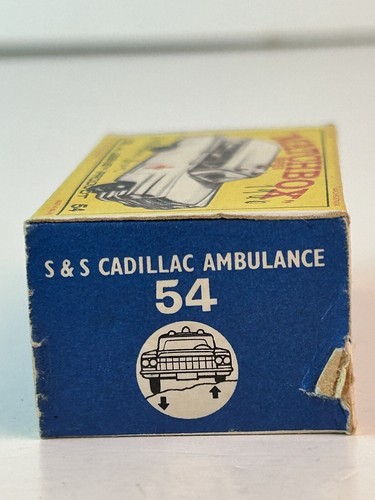 "MATCHBOX"
54
S & S CADILLAC AMBULANCE
54